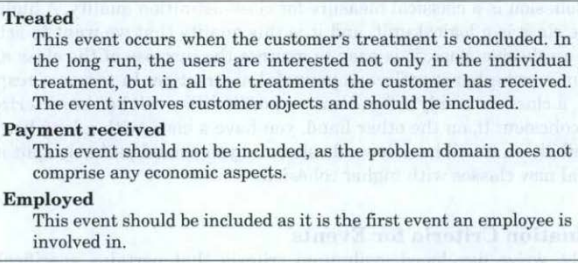 Treated
This event occurs when the customer's treatment is concluded. In
the long run, the users are interested not only in the individual
treatment, but in all the treatments the customer has received.
The event involves customer objects and should be included.
Payment received
This event should not be included, as the problem domain does not
comprise any economic aspects.
Employed
This event should be included as it is the first event an employee is
involved in.